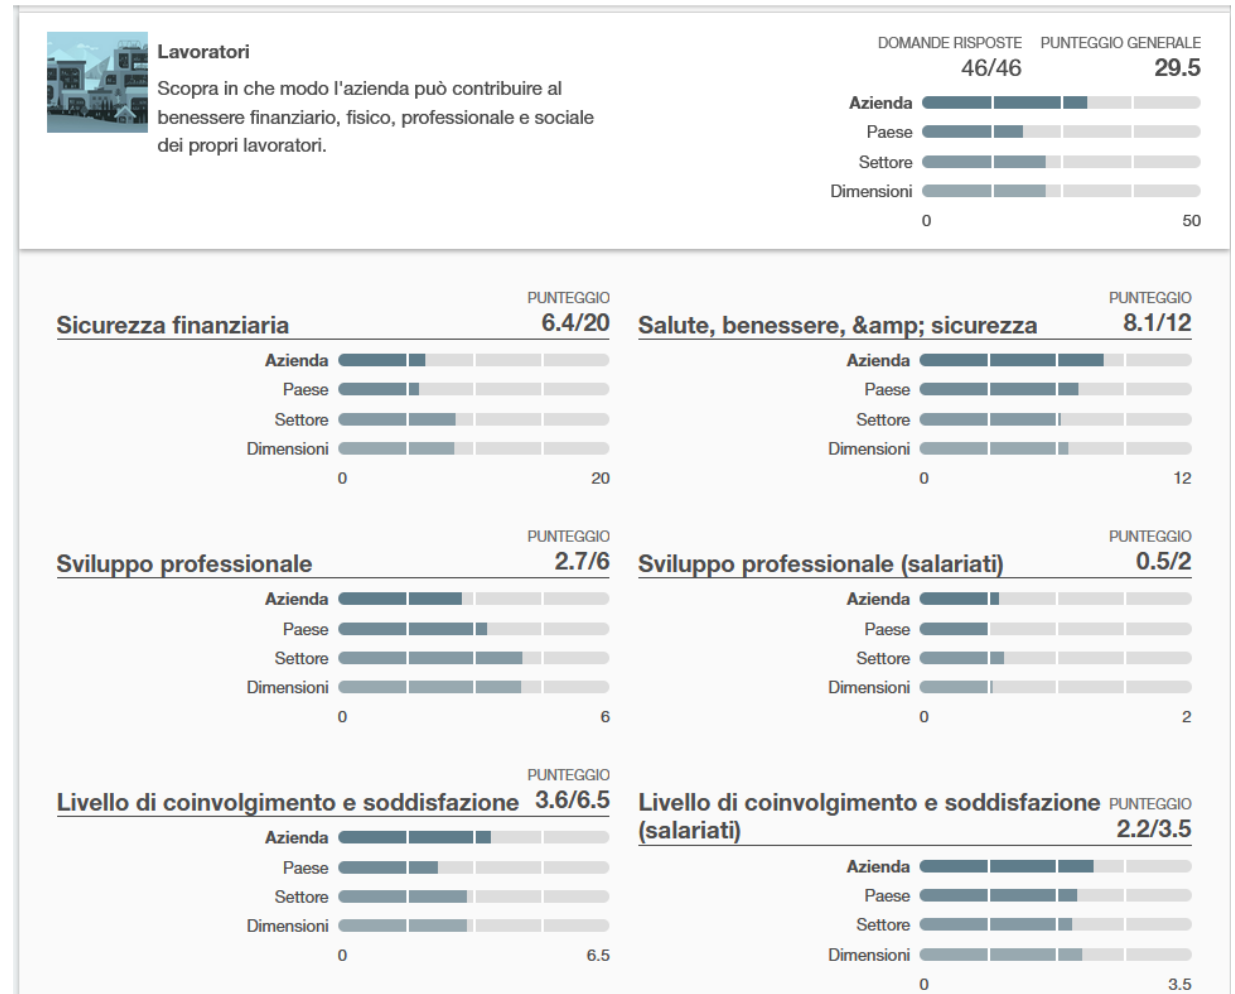 Lavoratori
Scopra in che modo l'azienda può contribuire al
benessere finanziario, fisico, professionale e sociale
dei propri lavoratori.
DOMANDE RISPOSTE PUNTEGGIO GENERALE
46/46 29.5
Azienda
Paese
Settore
Dimensioni
0 50
PUNTEGGIO
Sicurezza finanziaria 6.4/20
Azienda
Paese
Settore
Dimensioni
0 20
PUNTEGGIO
Salute, benessere, &amp; sicurezza 8.1/12
Azienda
Paese
Settore
Dimensioni
0 12
PUNTEGGIO
Sviluppo professionale 2.7/6
Azienda
Paese
Settore
Dimensioni
0 6
PUNTEGGIO
Sviluppo professionale (salariati) 0.5/2
Azienda
Paese
Settore
Dimensioni
0 2
PUNTEGGIO
Livello di coinvolgimento e soddisfazione 3.6/6.5
Azienda
Paese
Settore
Dimensioni
0 6.5
Livello di coinvolgimento e soddisfazione PUNTEGGIO
(salariati) 2.2/3.5
Azienda
Paese
Settore
Dimensioni
0 3.5